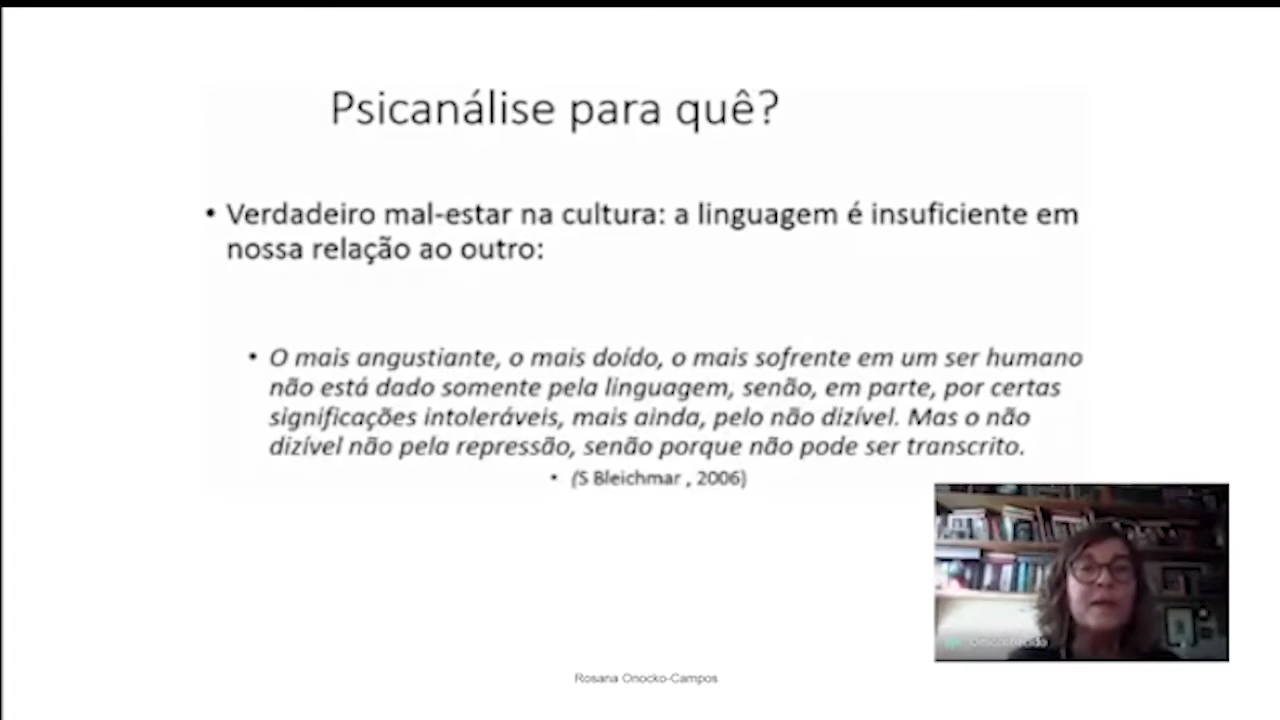 Psicanálise para quê?
• Verdadeiro mal-estar na cultura: a linguagem é insuficiente em
nossa relação ao outro:
• O mais angustiante, o mais doído, o mais sofrente em um ser humano
não está dado somente pela linguagem, senão, em parte, por certas
significações intoleráveis, mais ainda, pelo não dizível. Mas o não
dizível não pela repressão, senão porque não pode ser transcrito.
• (S Bleichmar , 2006)
Rosana Onocko-Campos